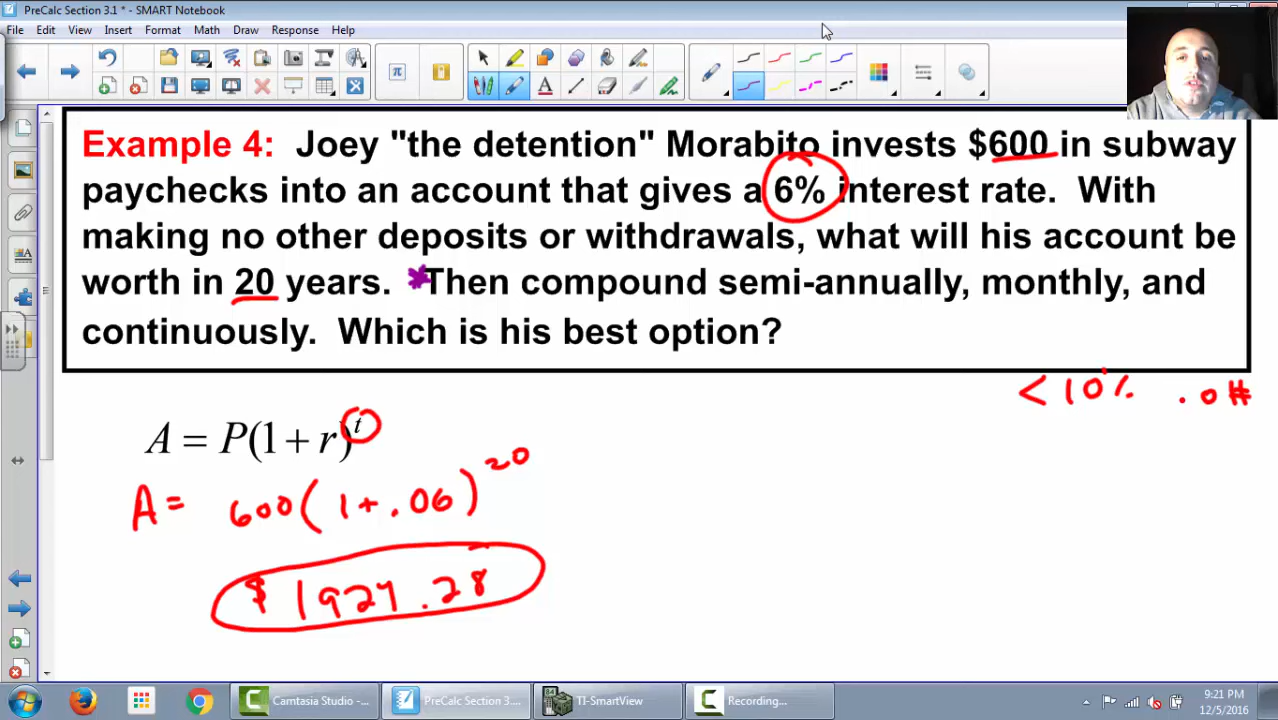 PreCalc Section 3.1 * - SMART Notebook
File Edit View Insert Format Math Draw Response Help
Example 4: Joey "the detention" Morabito invests $600 in subway
paychecks into an account that gives a 6% interest rate. With
making no other deposits or withdrawals, what will his account be
worth in 20 years. *Then compound semi-annually, monthly, and
continuously. Which is his best option?
< 10% .0#
A = P(1 + r)^t
A = 600(1+.06)^20
$1924.28
Camtasia Studio - ... PreCalc Section 3.... TI-SmartView Recording...
9:21 PM
12/5/2016